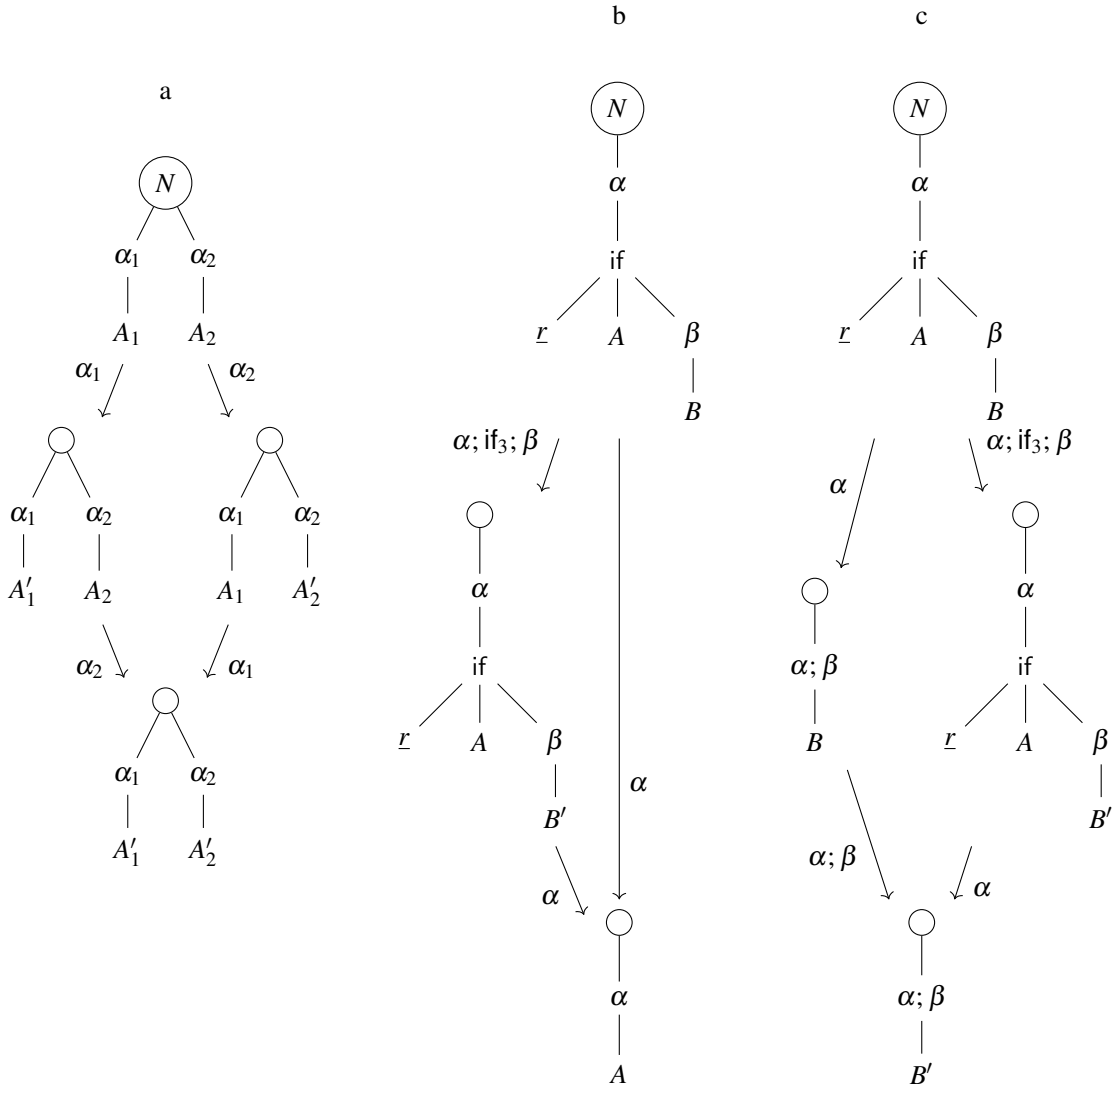 b c
a
N N
N
α α
α₁ α₂
if if
A₁ A₂
r A β r A β
α₁ α₂
B B
α; if₃; β α; if₃; β
α
α₁ α₂ α₁ α₂
A′₁ A₂ A₁ A′₂
α α
α₂ α₁
if α; β if
r A β B r A β
α₁ α₂
α
B′ B′
A′₁ A′₂
α; β
α α
α α; β
A B′